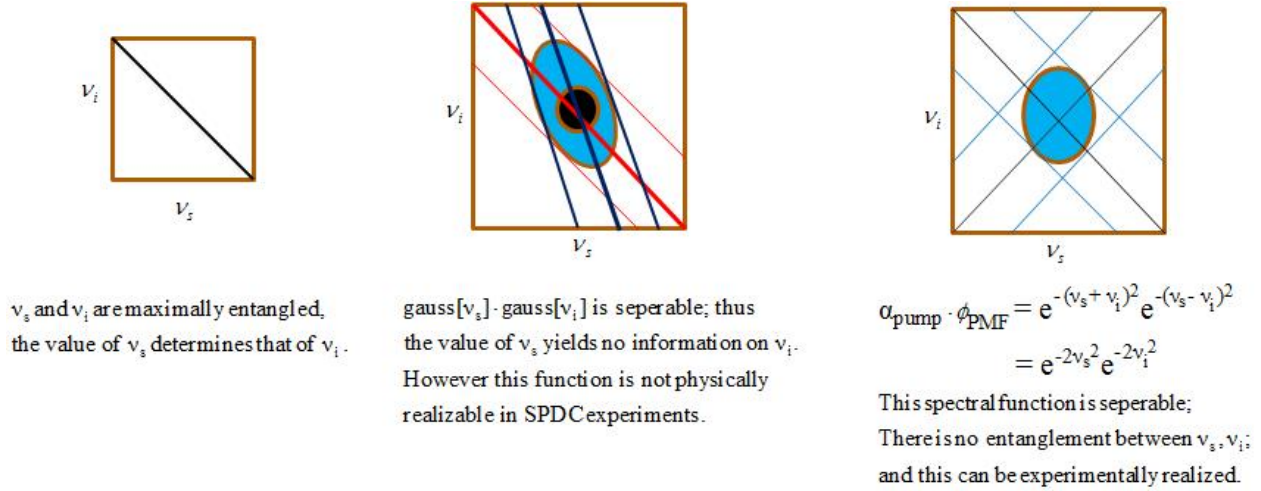 ν_i
ν_s
ν_s and ν_i are maximally entangled,
the value of ν_s determines that of ν_i.
ν_i
ν_s
gauss[ν_s]·gauss[ν_i] is seperable; thus
the value of ν_s yields no information on ν_i.
However this function is not physically
realizable in SPDC experiments.
ν_i
ν_s
α_pump · ϕ_PMF = e^{-(ν_s+ ν_i)^2} e^{-(ν_s- ν_i)^2}
= e^{-2ν_s^2} e^{-2ν_i^2}
This spectral function is seperable;
There is no entanglement between ν_s, ν_i;
and this can be experimentally realized.